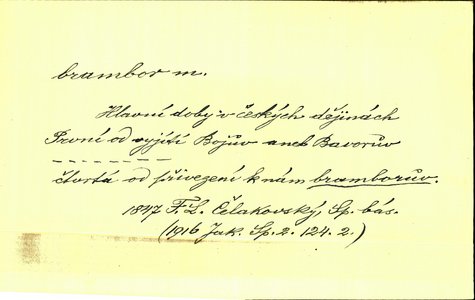 brambor m.
Hlavní doby v českých dějinách
První od vyjití Bojův aneb Bavorův
— — — — — — — —
čtvrtá od přivezení k nám bramborův.
1847 F. L. Čelakovský, Sp. bás.
(1916 Jak. Sp. 2. 124. 2.)